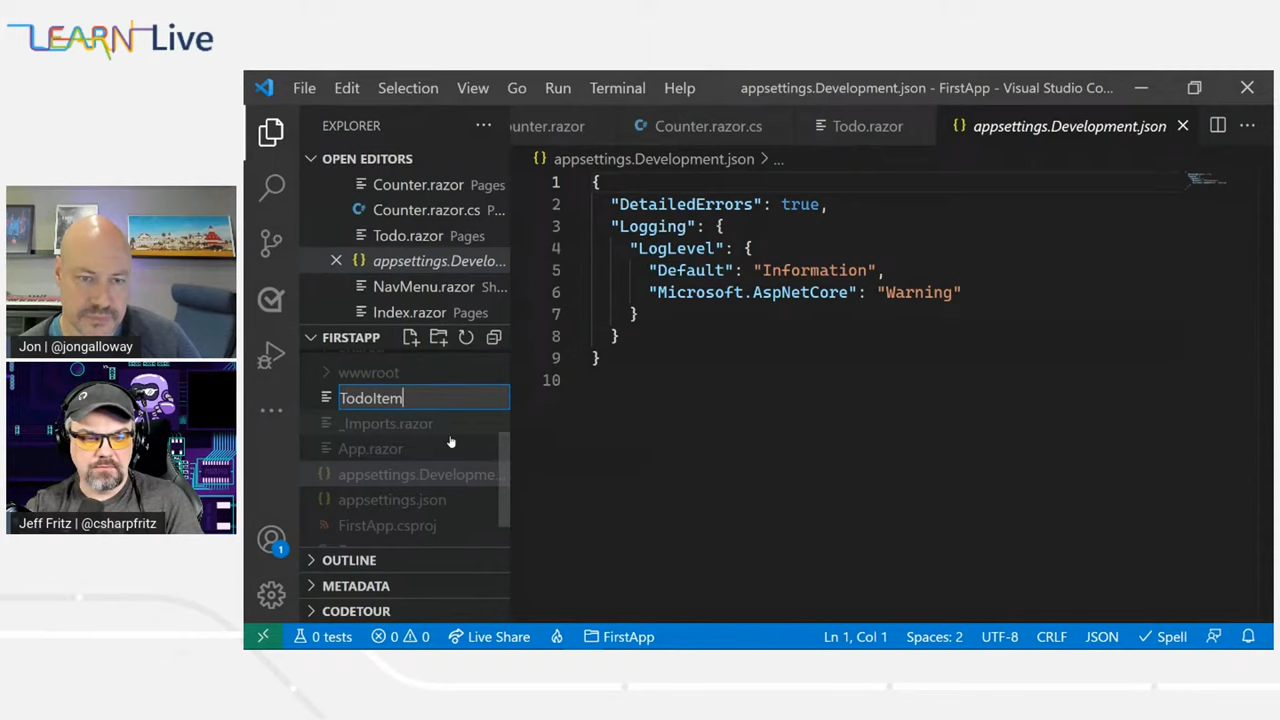 LEARN Live
File Edit Selection View Go Run Terminal Help appsettings.Development.json - FirstApp - Visual Studio Co...
EXPLORER ...
ounter.razor Counter.razor.cs Todo.razor {} appsettings.Development.json ...
OPEN EDITORS
{} appsettings.Development.json > ...
Counter.razor Pages
Counter.razor.cs P...
Todo.razor Pages
{} appsettings.Develo...
NavMenu.razor Sh...
Index.razor Pages
1 {
2 "DetailedErrors": true,
3 "Logging": {
4 "LogLevel": {
5 "Default": "Information",
6 "Microsoft.AspNetCore": "Warning"
7 }
8 }
9 }
10
FIRSTAPP
wwwroot
TodoItem
_Imports.razor
App.razor
{} appsettings.Developme...
{} appsettings.json
FirstApp.csproj
OUTLINE
METADATA
CODETOUR
Jon | @jongalloway
Jeff Fritz | @csharpfritz
1
0 tests 0 0 Live Share FirstApp Ln 1, Col 1 Spaces: 2 UTF-8 CRLF JSON Spell